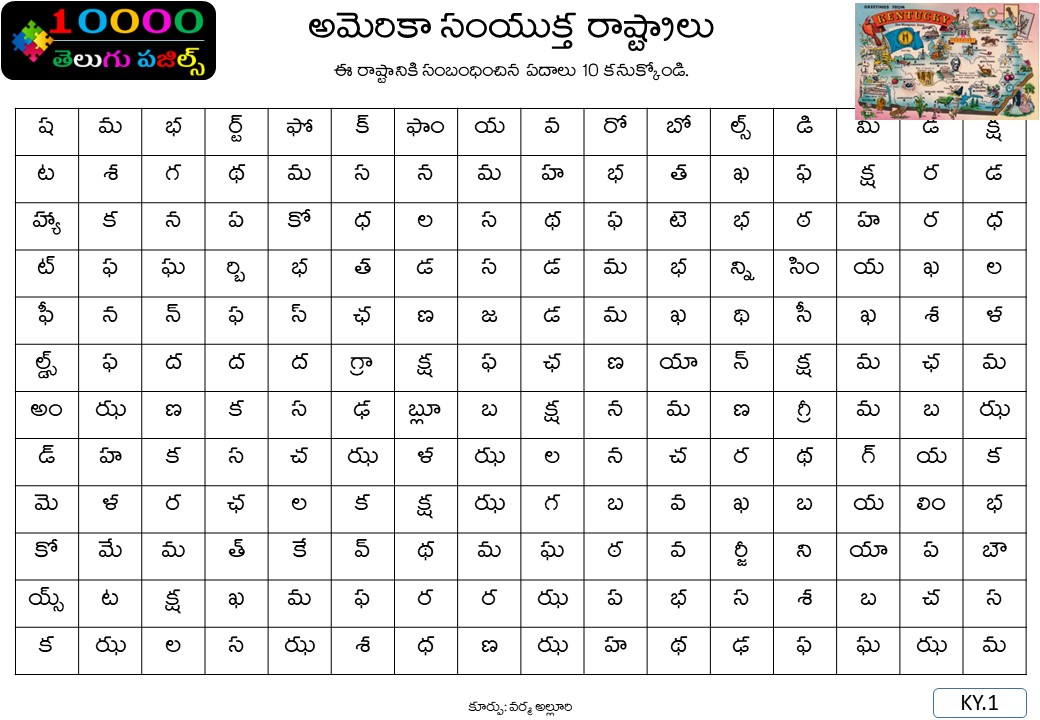 10000
తెలుగు పజిల్స్
అమెరికా సంయుక్త రాష్ట్రాలు
ఈ రాష్ట్రానికి సంబంధించిన పదాలు 10 కనుక్కోండి.
GREETINGS FROM
KENTUCKY
ష మ భ ర్ట్ ఫో క్ ఫాం య వ రో బో ల్స్ డి మి డ క్ష
ట శ గ థ మ స న మ హ భ త ఖ ఫ క్ష ర డ
హ్యా క న ప కో ధ ల స థ ఫ టె భ ఠ హ ర ధ
ట్ ఫ ఘ ర్బి భ త డ స డ మ భ న్ని సిం య ఖ ల
ఫీ న న్ ఫ స్ ఛ ణ జ డ మ ఖ థి సీ ఖ శ ళ
ల్డ్స్ ఫ ద ద ద గ్రా క్ష ఫ ఛ ణ యా న్ క్ష మ ఛ మ
అం ఝ ణ క స ఢ బ్లూ బ క్ష న మ ణ గ్రీ మ బ ఝ
డ్ హ క స చ ఝ ళ ఝ ల న చ ర థ గ్ య క
మె ళ ర ఛ ల క క్ష ఝ గ బ వ ఖ బ య లిం భ
కో మే మ త్ కే వ్ థ మ ఘ ఠ వ ర్జీ ని యా ప బౌ
య్స్ ట క్ష ఖ మ ఫ ర ర ఝ ప భ స శ బ చ స
క ఝ ల స ఝ శ ధ ణ ఝ హ థ ఢ ఫ ఘ ఝ మ
కూర్పు: వర్మ అల్లూరి
KY.1